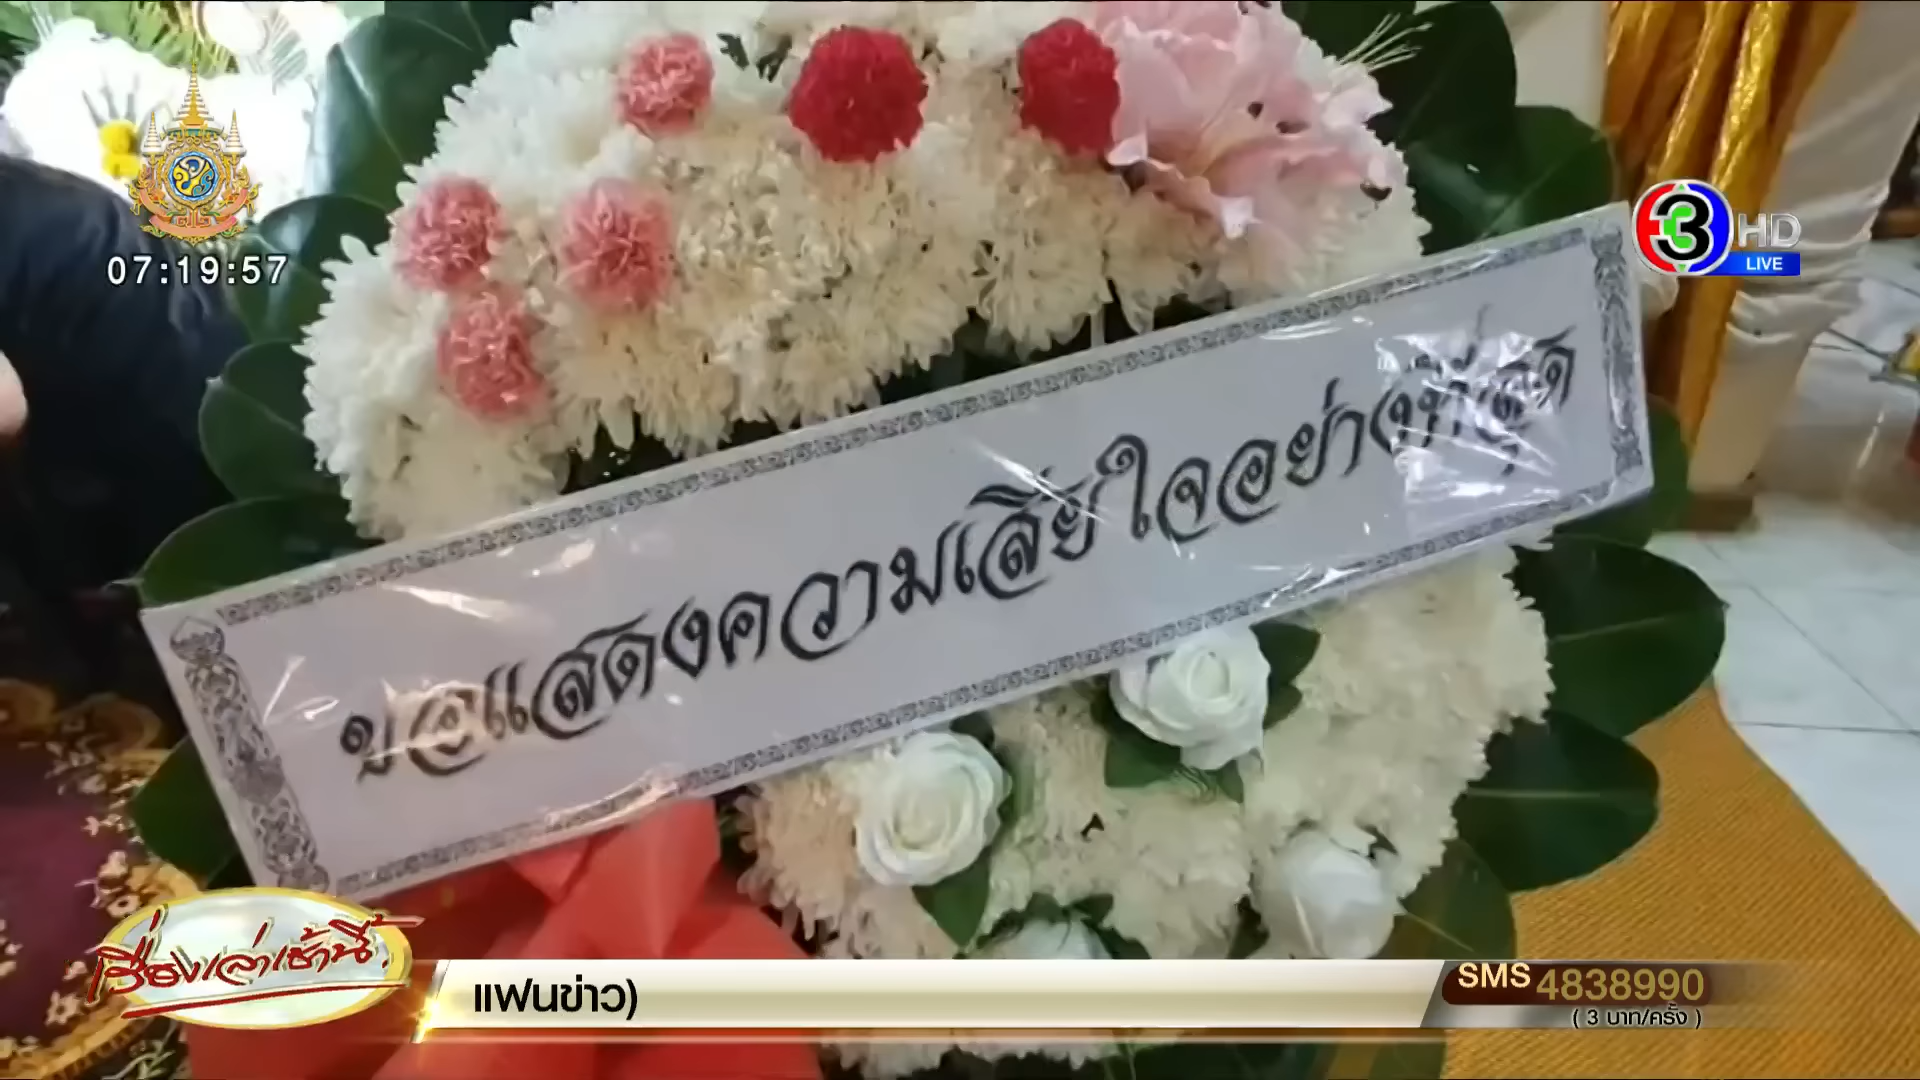 07:19:57
3 HD
LIVE
ขอแสดงความเสียใจอย่างที่สุด
เรื่องเล่าเช้านี้
แฟนข่าว)
SMS 4838990
( 3 บาท/ครั้ง )